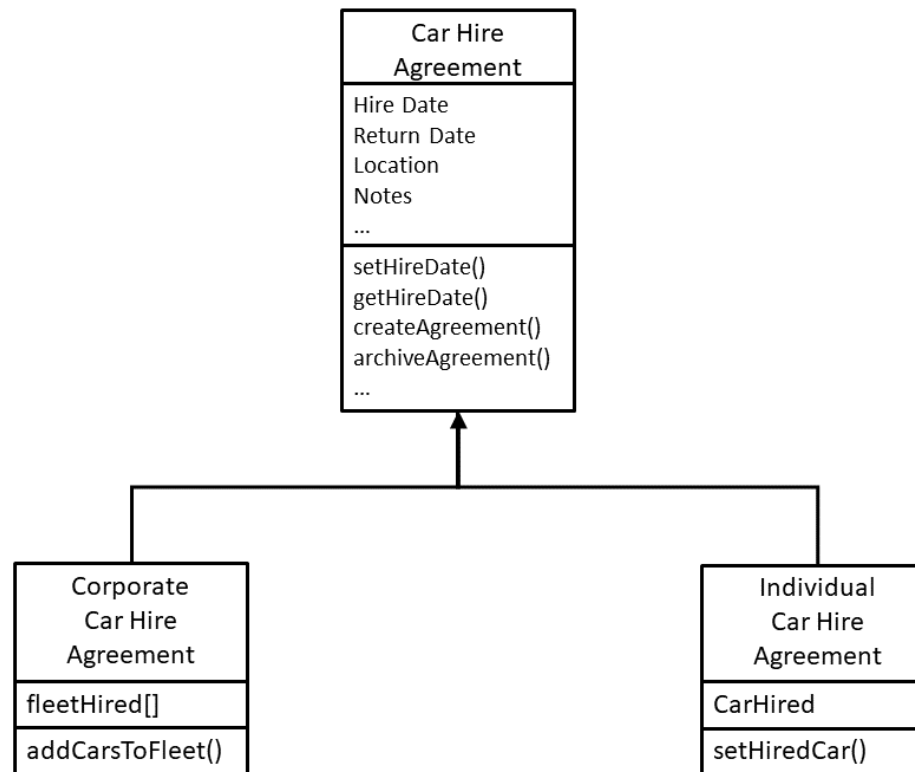 Car Hire
Agreement
Hire Date
Return Date
Location
Notes
...
setHireDate()
getHireDate()
createAgreement()
archiveAgreement()
...
Corporate
Car Hire
Agreement
fleetHired[]
addCarsToFleet()
Individual
Car Hire
Agreement
CarHired
setHiredCar()